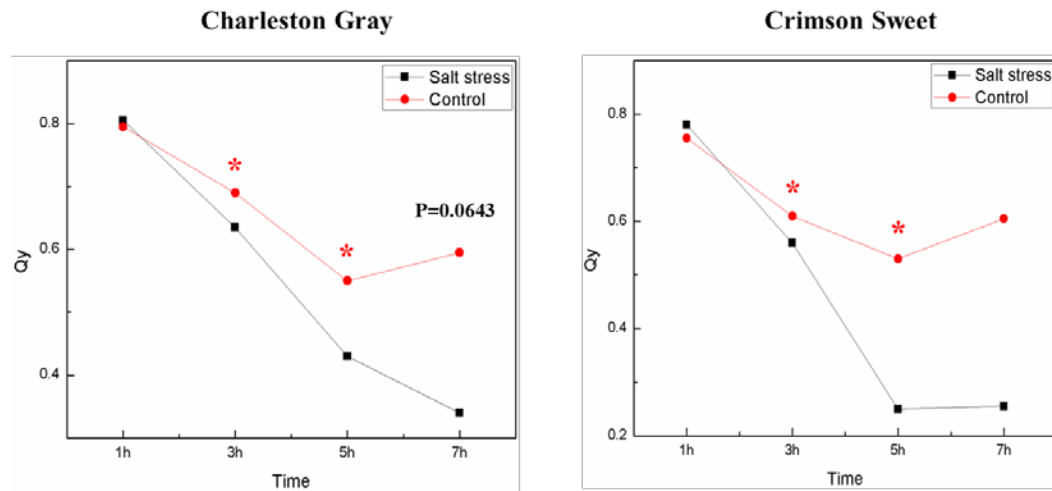 Charleston Gray
Salt stress
Control
0.8
0.6
0.4
Qy
*
*
P=0.0643
1h
3h
5h
7h
Time
Crimson Sweet
Salt stress
Control
0.8
0.6
0.4
0.2
Qy
*
*
1h
3h
5h
7h
Time